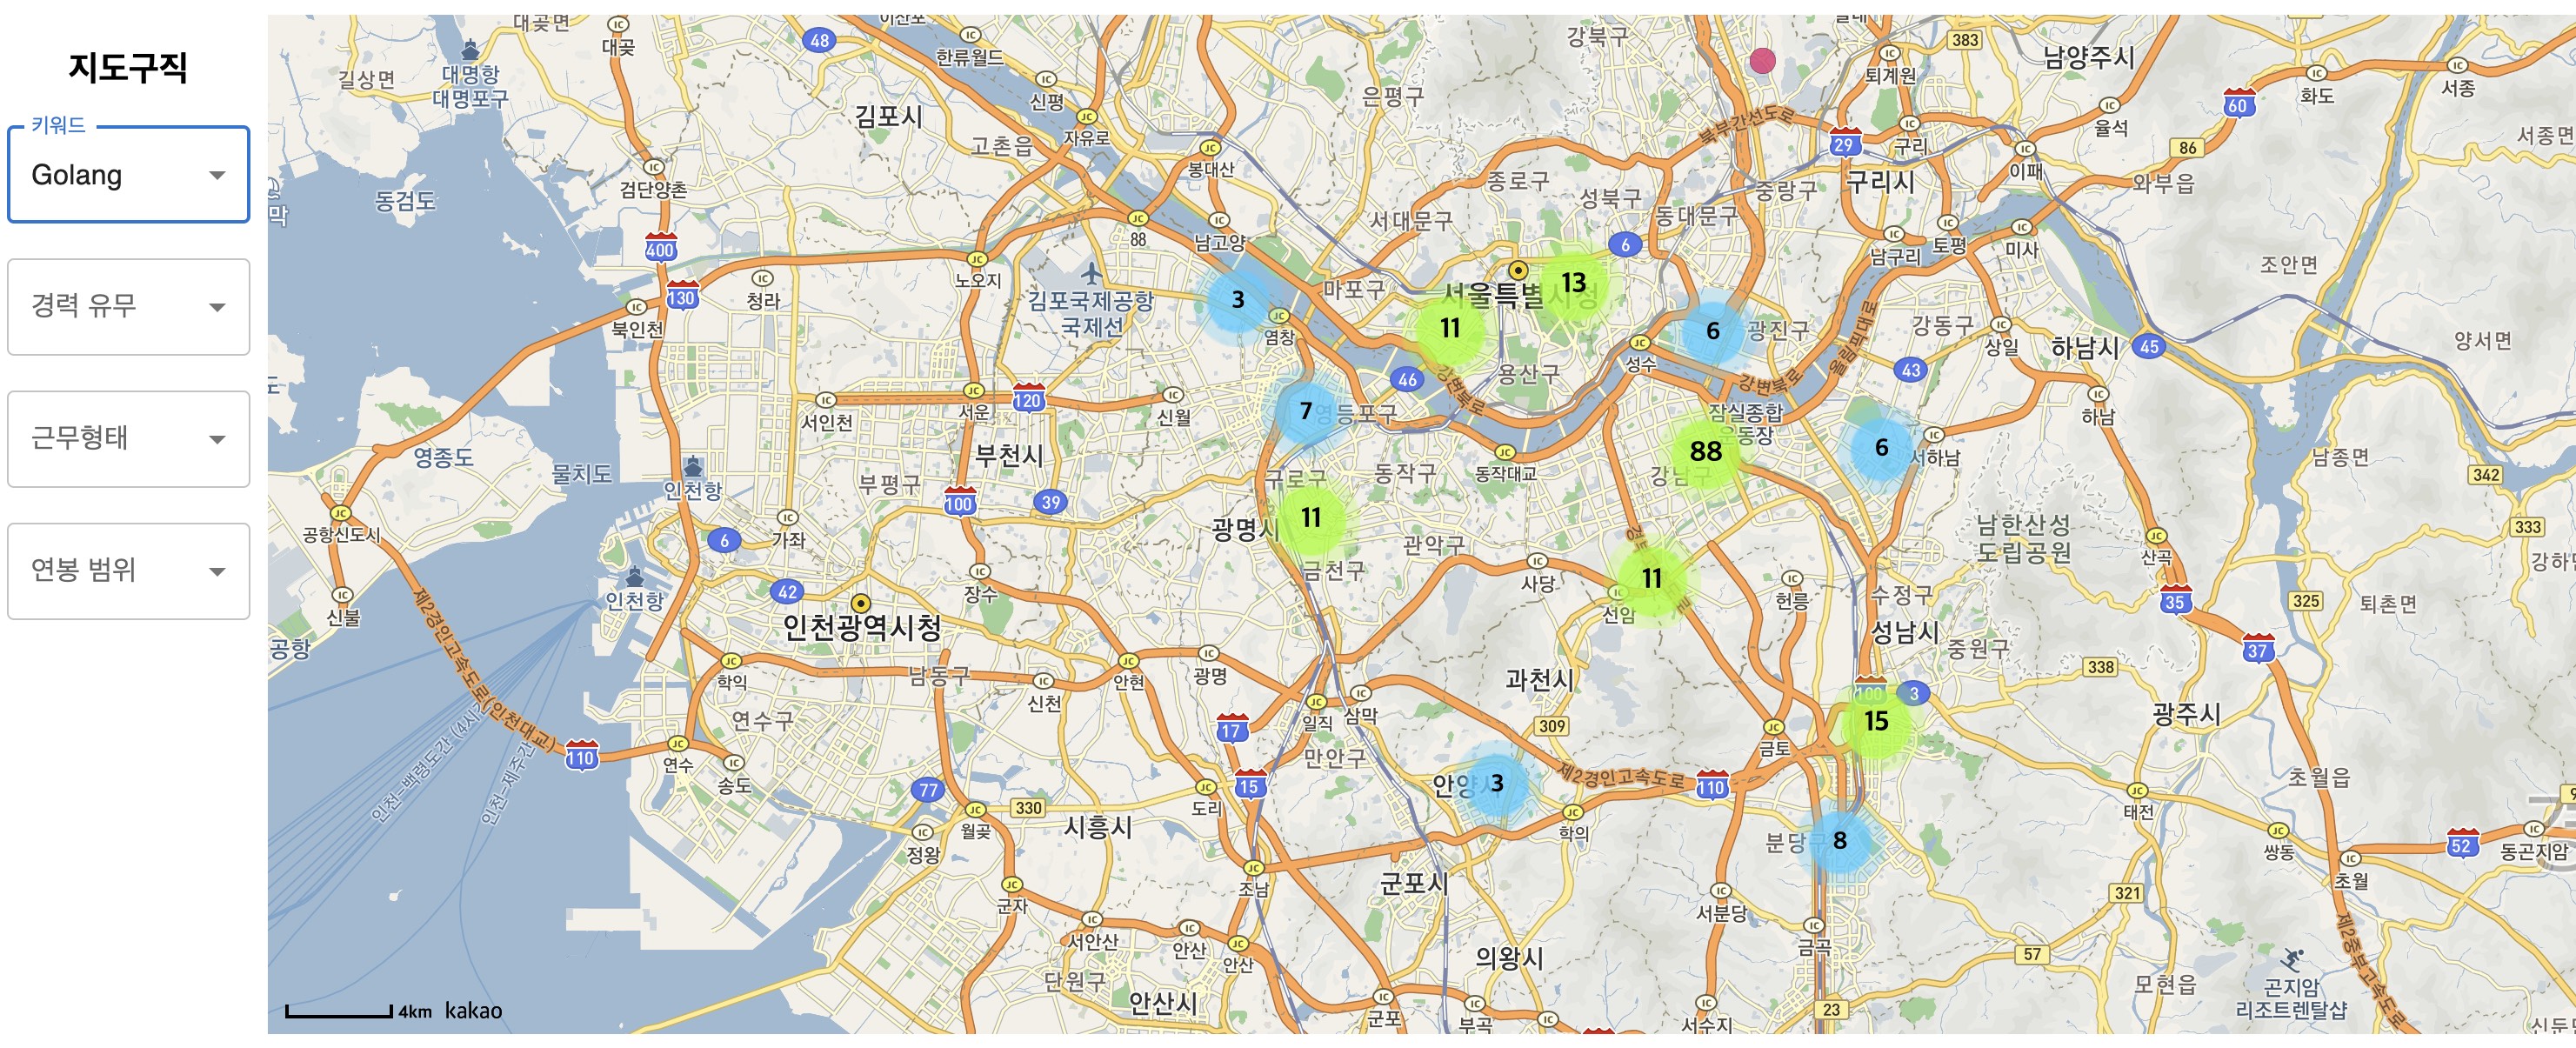 지도구직
키워드
Golang
경력 유무
근무형태
연봉 범위
대곶면
대곶
48
한류월드
강북구
383
남양주시
길상면
대명항
대명포구
신평
은평구
퇴계원
60
화도
서종
김포시
고촌읍
자유로
북부간선도로
29
구리
율석
86
서종면
검단양촌
봉대산
종로구
성북구
중랑구
구리시
이패
와부읍
동검도
막
서대문구
동대문구
400
88
남고양
6
남구리
토평
미사
조안면
노오지
130
청라
김포국제공항
국제선
3
마포구
서울특별시청
13
북인천
염창
11
6
광진구
올림픽대로
강동구
상일
하남시
45
양서면
성수
46
용산구
강변북로
강변북로
43
120
서인천
서운
신월
7
영등포구
잠실종합
운동장
하남
영종도
부천시
88
6
서하남
남종면
물치도
인천항
부평구
구로구
동작구
동작대교
강남구
342
100
39
공항신도시
11
광명시
관악구
남한산성
도립공원
333
6
가좌
산곡
강하면
42
장수
금천구
사당
11
선암
헌릉
수정구
35
325
퇴촌면
신불
인천항
공항
인천광역시청
성남시
중원구
37
제2경인고속도로(인천대교)
학익
남동구
신천
안현
광명
과천시
338
연수구
일직
삼막
309
100
3
15
광주시
17
만안구
금토
110
연수
송도
인천-백령도간 (4시간
인천-제주간
77
15
안양시
3
제2경인고속도로
110
초월읍
330
월곶
도리
학의
태전
정왕
시흥시
분당구
8
쌍동
52
동곤지암
조남
군포시
초월
군자
서분당
321
서안산
안산
안산
의왕시
금곡
57
제2중부고속도로
단원구
모현읍
곤지암
리조트렌탈샵
안산시
4km
kakao
군포
부곡
서수지
23